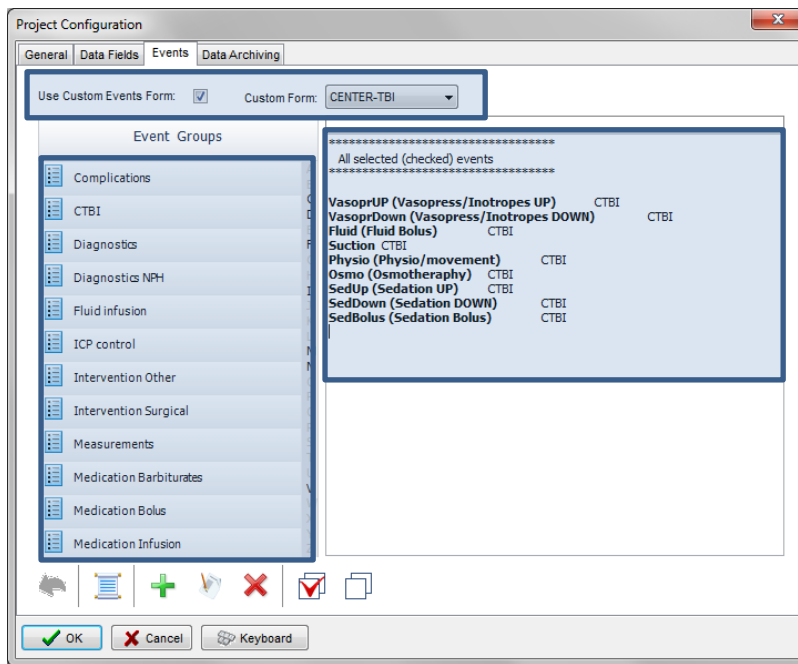 Project Configuration
General Data Fields Events Data Archiving
Use Custom Events Form: Custom Form: CENTER-TBI
Event Groups
Complications
CTBI
Diagnostics
Diagnostics NPH
Fluid infusion
ICP control
Intervention Other
Intervention Surgical
Measurements
Medication Barbiturates
Medication Bolus
Medication Infusion
**********************************
All selected (checked) events
**********************************
VasoprUP (Vasopress/Inotropes UP) CTBI
VasoprDown (Vasopress/Inotropes DOWN) CTBI
Fluid (Fluid Bolus) CTBI
Suction CTBI
Physio (Physio/movement) CTBI
Osmo (Osmotheraphy) CTBI
SedUp (Sedation UP) CTBI
SedDown (Sedation DOWN) CTBI
SedBolus (Sedation Bolus) CTBI
OK Cancel Keyboard